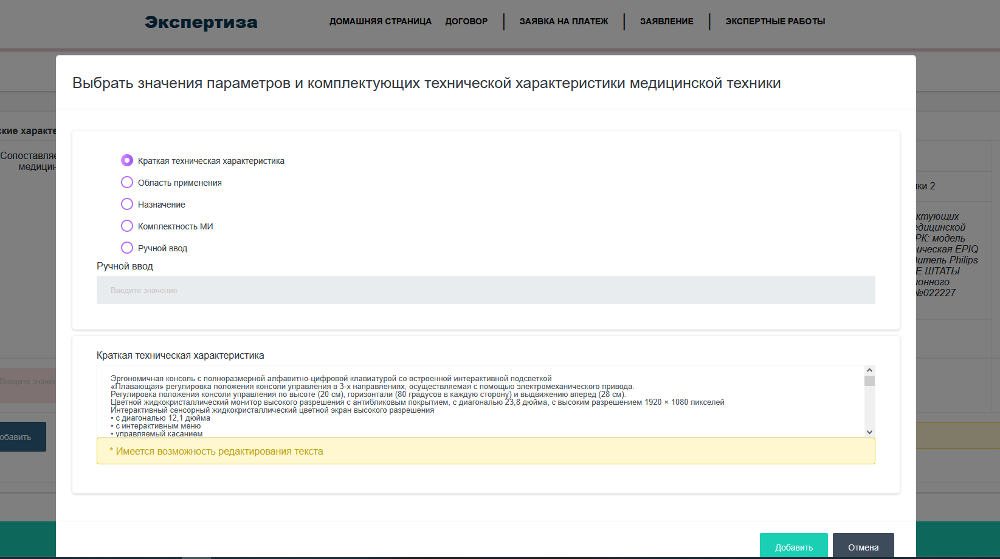 Экспертиза
ДОМАШНЯЯ СТРАНИЦА ДОГОВОР ЗАЯВКА НА ПЛАТЕЖ ЗАЯВЛЕНИЕ ЭКСПЕРТНЫЕ РАБОТЫ
Выбрать значения параметров и комплектующих технической характеристики медицинской техники
Краткая техническая характеристика
Область применения
Назначение
Комплектность МИ
Ручной ввод
Ручной ввод
Введите значение
Краткая техническая характеристика
Эргономичная консоль с полноразмерной алфавитно-цифровой клавиатурой со встроенной интерактивной подсветкой
«Плавающая» регулировка положения консоли управления в 3-х направлениях, осуществляемая с помощью электромеханического привода.
Регулировка положения консоли управления по высоте (20 см), горизонтали (80 градусов в каждую сторону) и выдвижению вперед (28 см).
Цветной жидкокристаллический монитор высокого разрешения с антибликовым покрытием, с диагональю 23,8 дюйма, с высоким разрешением 1920 × 1080 пикселей
Интерактивный сенсорный жидкокристаллический цветной экран высокого разрешения
• с диагональю 12,1 дюйма
• с интерактивным меню
• управляемый касанием
* Имеется возможность редактирования текста
Добавить Отмена
ские характе
Сопоставляе
медицин
Введите значен
обавить
ки 2
ктующих
едицинской
РК: модель
ическая EPIQ
дитель Philips
Е ШТАТЫ
ионного
№022227